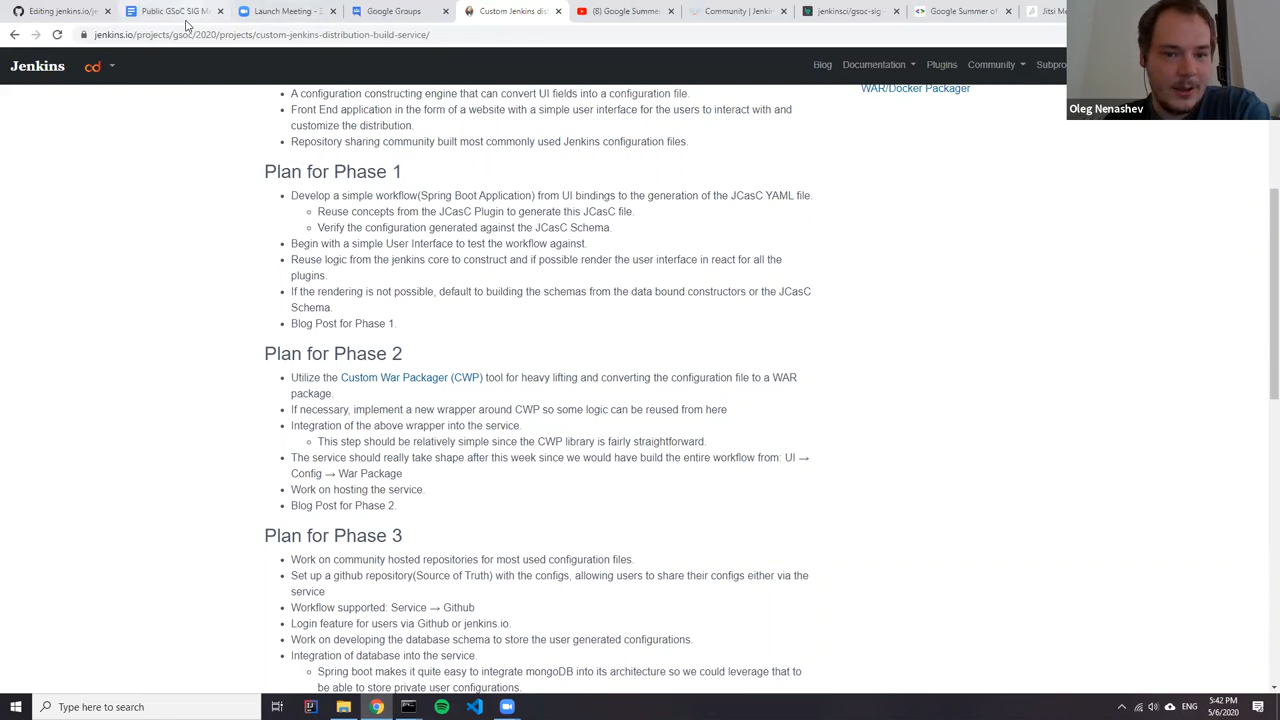 Editing jenkins.io/je
Public GSoC SIG Me
Launch Meeting - Z
Google Groups
Custom Jenkins dist
(8) Google Summer
Community | Jenkin
jenkinsci/gsoc-sig -
Google Summer of
Jitsi Me
jenkins.io/projects/gsoc/2020/projects/custom-jenkins-distribution-build-service/
Jenkins
cd
Blog
Documentation
Plugins
Community
Subpro
Oleg Nenashev
A configuration constructing engine that can convert UI fields into a configuration file.
WAR/Docker Packager
Front End application in the form of a website with a simple user interface for the users to interact with and
customize the distribution.
Repository sharing community built most commonly used Jenkins configuration files.
Plan for Phase 1
Develop a simple workflow(Spring Boot Application) from UI bindings to the generation of the JCasC YAML file.
Reuse concepts from the JCasC Plugin to generate this JCasC file.
Verify the configuration generated against the JCasC Schema.
Begin with a simple User Interface to test the workflow against.
Reuse logic from the jenkins core to construct and if possible render the user interface in react for all the
plugins.
If the rendering is not possible, default to building the schemas from the data bound constructors or the JCasC
Schema.
Blog Post for Phase 1.
Plan for Phase 2
Utilize the Custom War Packager (CWP) tool for heavy lifting and converting the configuration file to a WAR
package.
If necessary, implement a new wrapper around CWP so some logic can be reused from here
Integration of the above wrapper into the service.
This step should be relatively simple since the CWP library is fairly straightforward.
The service should really take shape after this week since we would have build the entire workflow from: UI →
Config → War Package
Work on hosting the service.
Blog Post for Phase 2.
Plan for Phase 3
Work on community hosted repositories for most used configuration files.
Set up a github repository(Source of Truth) with the configs, allowing users to share their configs either via the
service
Workflow supported: Service → Github
Login feature for users via Github or jenkins.io.
Work on developing the database schema to store the user generated configurations.
Integration of database into the service.
Spring boot makes it quite easy to integrate mongoDB into its architecture so we could leverage that to
be able to store private user configurations.
Type here to search
ENG
5:42 PM
5/6/2020